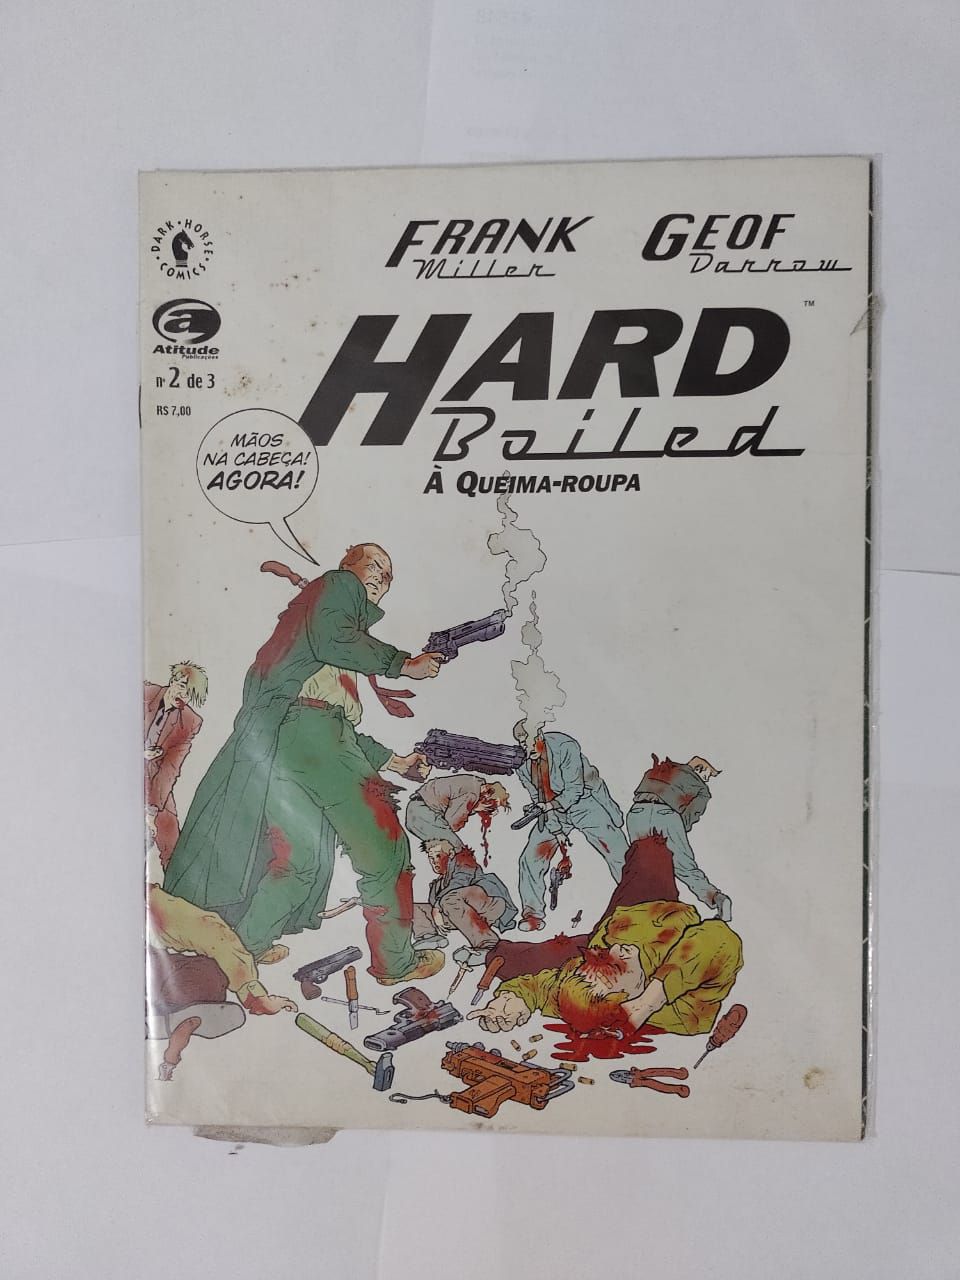 DARK·HORSE COMICS·
FRANK
Miller
GEOF
Darrow
a
Atitude
Publicações
nº 2 de 3
R$ 7,00
HARD ™
Boiled
À QUEIMA-ROUPA
MÃOS
NA CABEÇA!
AGORA!